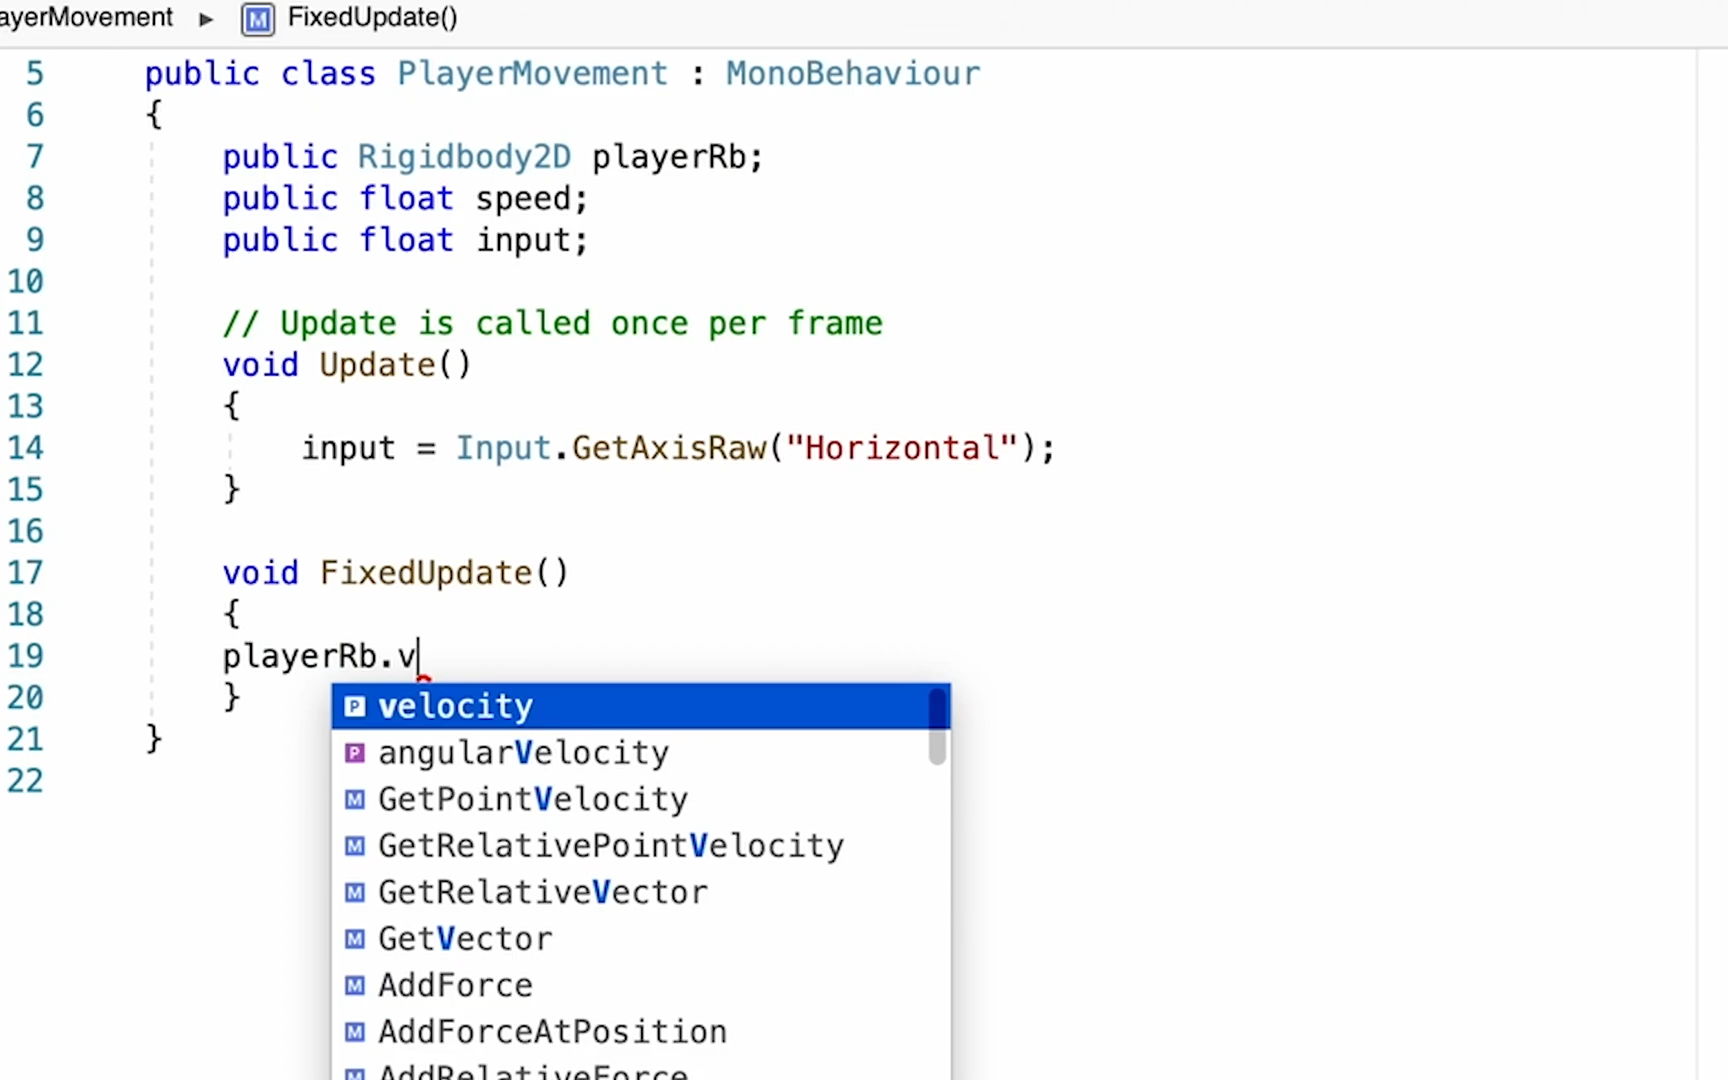 ayerMovement ▸ M FixedUpdate()
5 public class PlayerMovement : MonoBehaviour
6 {
7 public Rigidbody2D playerRb;
8 public float speed;
9 public float input;
10
11 // Update is called once per frame
12 void Update()
13 {
14 input = Input.GetAxisRaw("Horizontal");
15 }
16
17 void FixedUpdate()
18 {
19 playerRb.v
20 }
21 }
22
P velocity
P angularVelocity
M GetPointVelocity
M GetRelativePointVelocity
M GetRelativeVector
M GetVector
M AddForce
M AddForceAtPosition
M AddRelativeForce